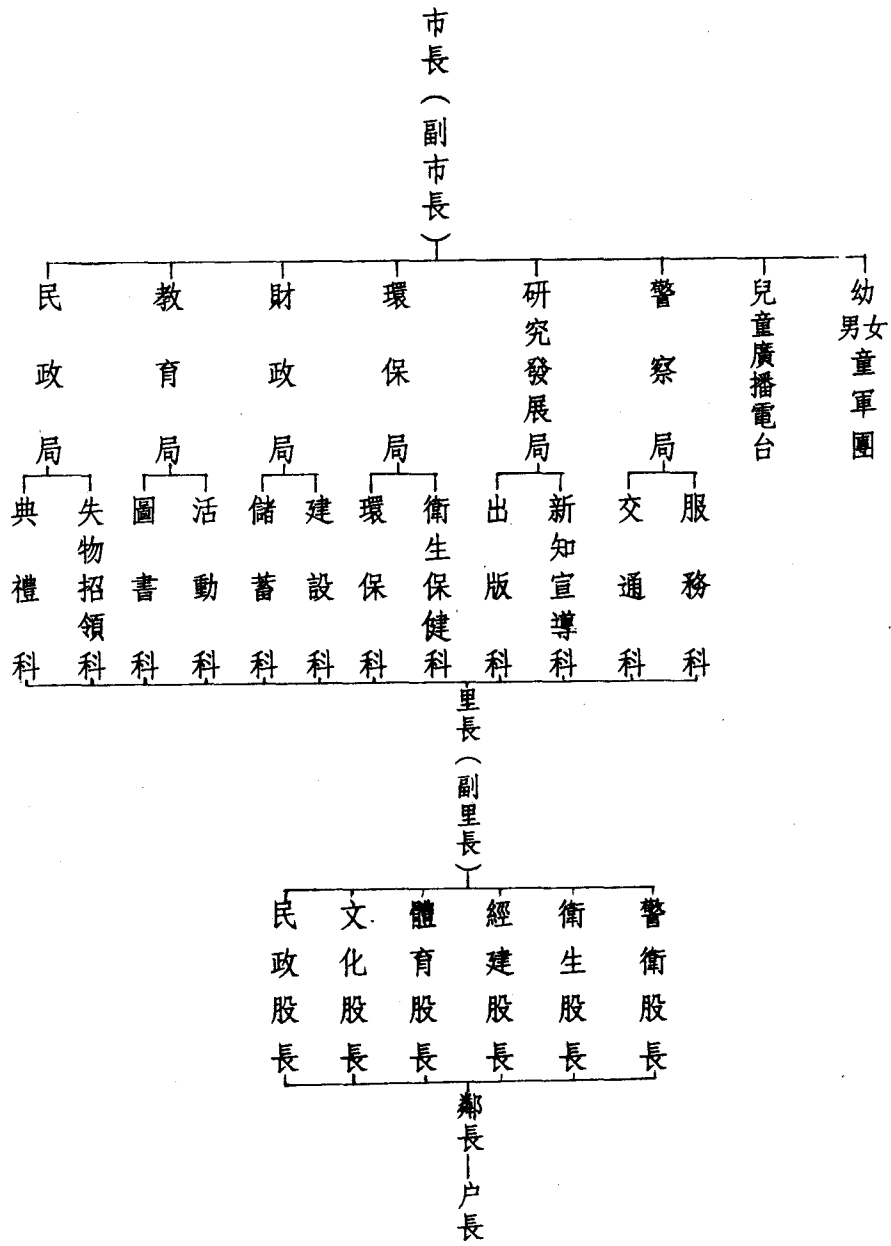 市長（副市長）
民政局
教育局
財政局
環保局
研究發展局
警察局
兒童廣播電台
幼男女童軍團
典禮科
失物招領科
圖書科
活動科
儲蓄科
建設科
環保科
衛生保健科
出版科
新知宣導科
交通科
服務科
里長（副里長）
民政股長
文化股長
體育股長
經建股長
衛生股長
警衛股長
鄰長—户長